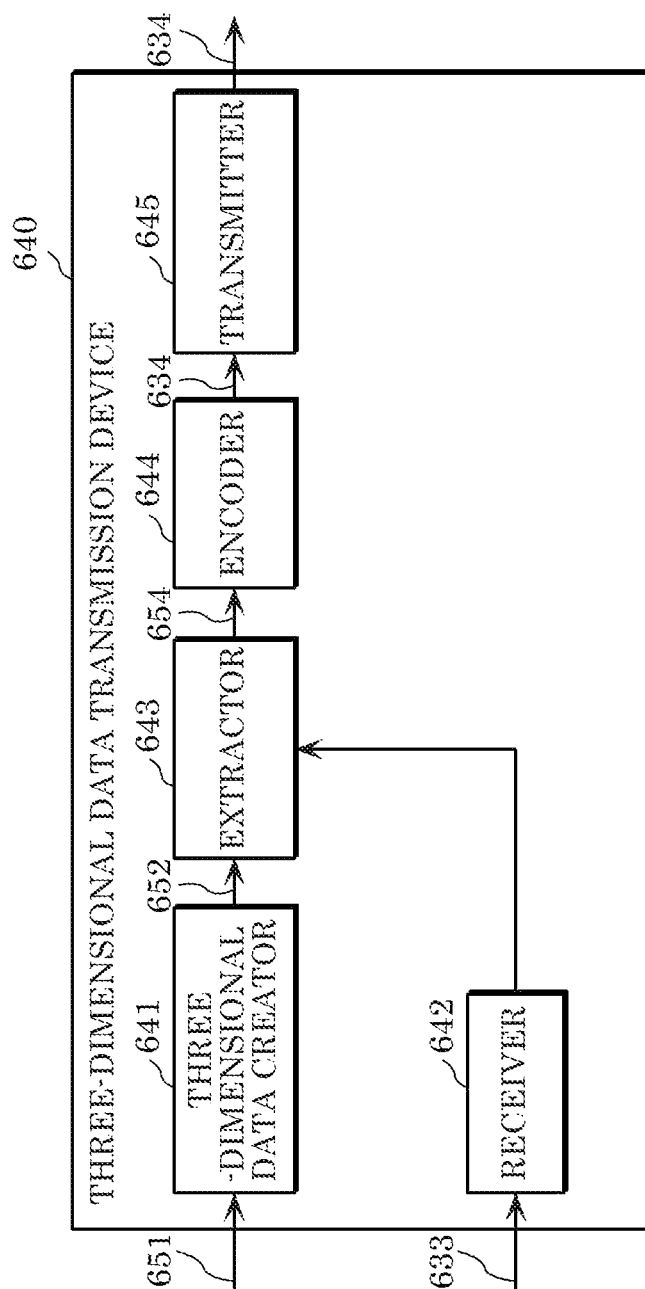 640
THREE-DIMENSIONAL DATA TRANSMISSION DEVICE
651
641
THREE
-DIMENSIONAL
DATA CREATOR
652
643
EXTRACTOR
654
644
ENCODER
634
645
TRANSMITTER
634
633
642
RECEIVER